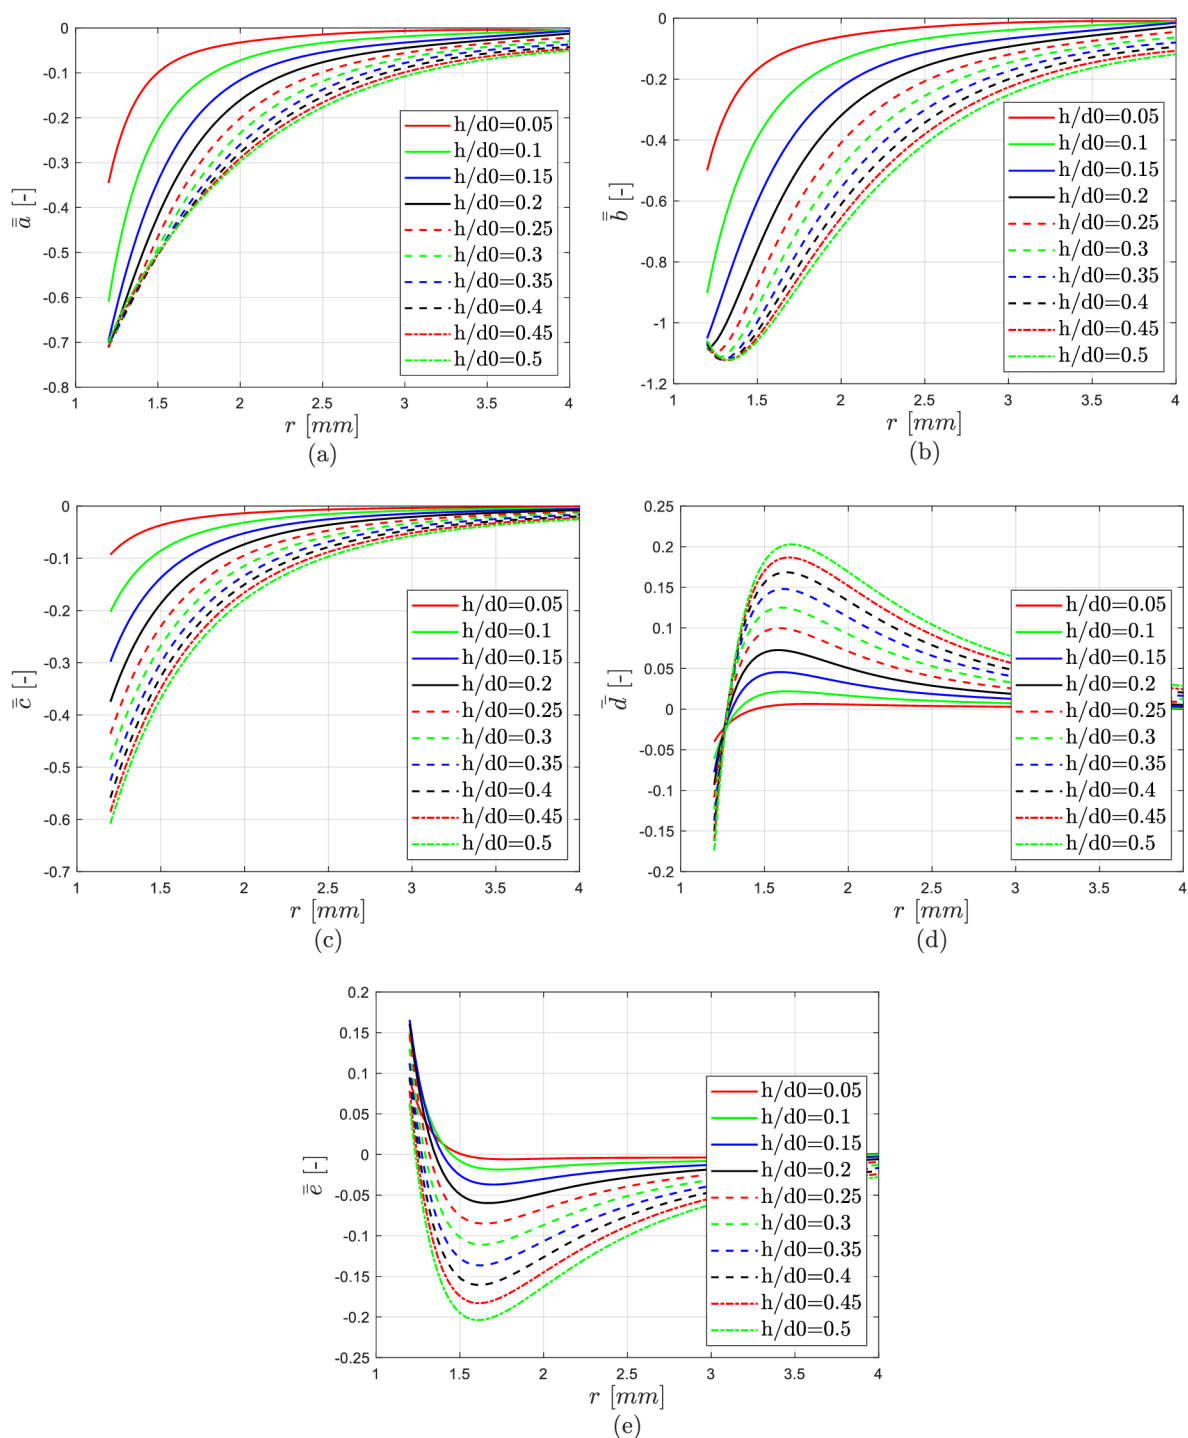 0
-0.1
-0.2
-0.3
-0.4
-0.5
-0.6
-0.7
-0.8
1
1.5
2
2.5
3
3.5
4
a̿ [-]
r [mm]
h/d0=0.05
h/d0=0.1
h/d0=0.15
h/d0=0.2
h/d0=0.25
h/d0=0.3
h/d0=0.35
h/d0=0.4
h/d0=0.45
h/d0=0.5
(a)
0
-0.2
-0.4
-0.6
-0.8
-1
-1.2
1
1.5
2
2.5
3
3.5
4
b̿ [-]
r [mm]
h/d0=0.05
h/d0=0.1
h/d0=0.15
h/d0=0.2
h/d0=0.25
h/d0=0.3
h/d0=0.35
h/d0=0.4
h/d0=0.45
h/d0=0.5
(b)
0
-0.1
-0.2
-0.3
-0.4
-0.5
-0.6
-0.7
1
1.5
2
2.5
3
3.5
4
c̿ [-]
r [mm]
h/d0=0.05
h/d0=0.1
h/d0=0.15
h/d0=0.2
h/d0=0.25
h/d0=0.3
h/d0=0.35
h/d0=0.4
h/d0=0.45
h/d0=0.5
(c)
0.25
0.2
0.15
0.1
0.05
0
-0.05
-0.1
-0.15
-0.2
1
1.5
2
2.5
3
3.5
4
d̿ [-]
r [mm]
h/d0=0.05
h/d0=0.1
h/d0=0.15
h/d0=0.2
h/d0=0.25
h/d0=0.3
h/d0=0.35
h/d0=0.4
h/d0=0.45
h/d0=0.5
(d)
0.2
0.15
0.1
0.05
0
-0.05
-0.1
-0.15
-0.2
-0.25
1
1.5
2
2.5
3
3.5
4
e̿ [-]
r [mm]
h/d0=0.05
h/d0=0.1
h/d0=0.15
h/d0=0.2
h/d0=0.25
h/d0=0.3
h/d0=0.35
h/d0=0.4
h/d0=0.45
h/d0=0.5
(e)